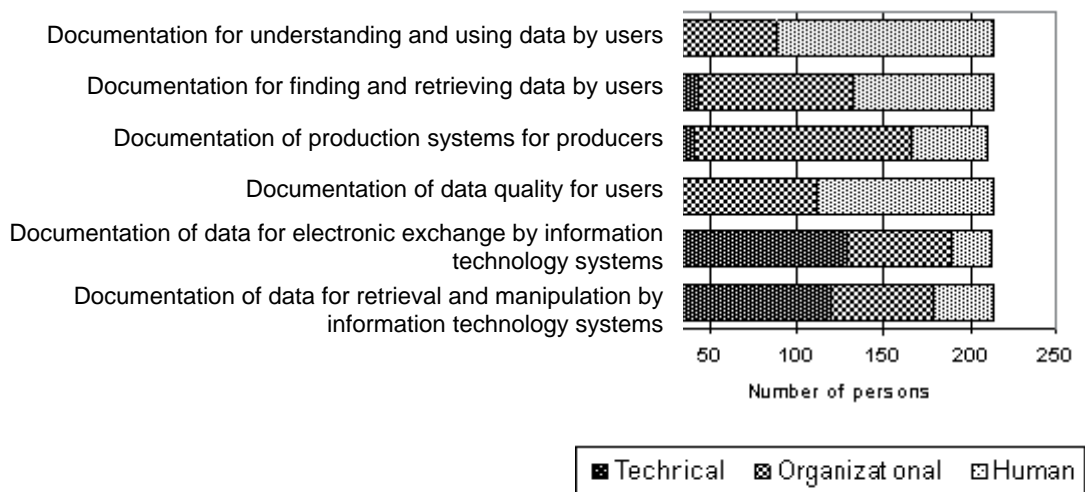 Documentation for understanding and using data by users
Documentation for finding and retrieving data by users
Documentation of production systems for producers
Documentation of data quality for users
Documentation of data for electronic exchange by information
technology systems
Documentation of data for retrieval and manipulation by
information technology systems
50 100 150 200 250
Number of persons
Techrical Organizat onal Human